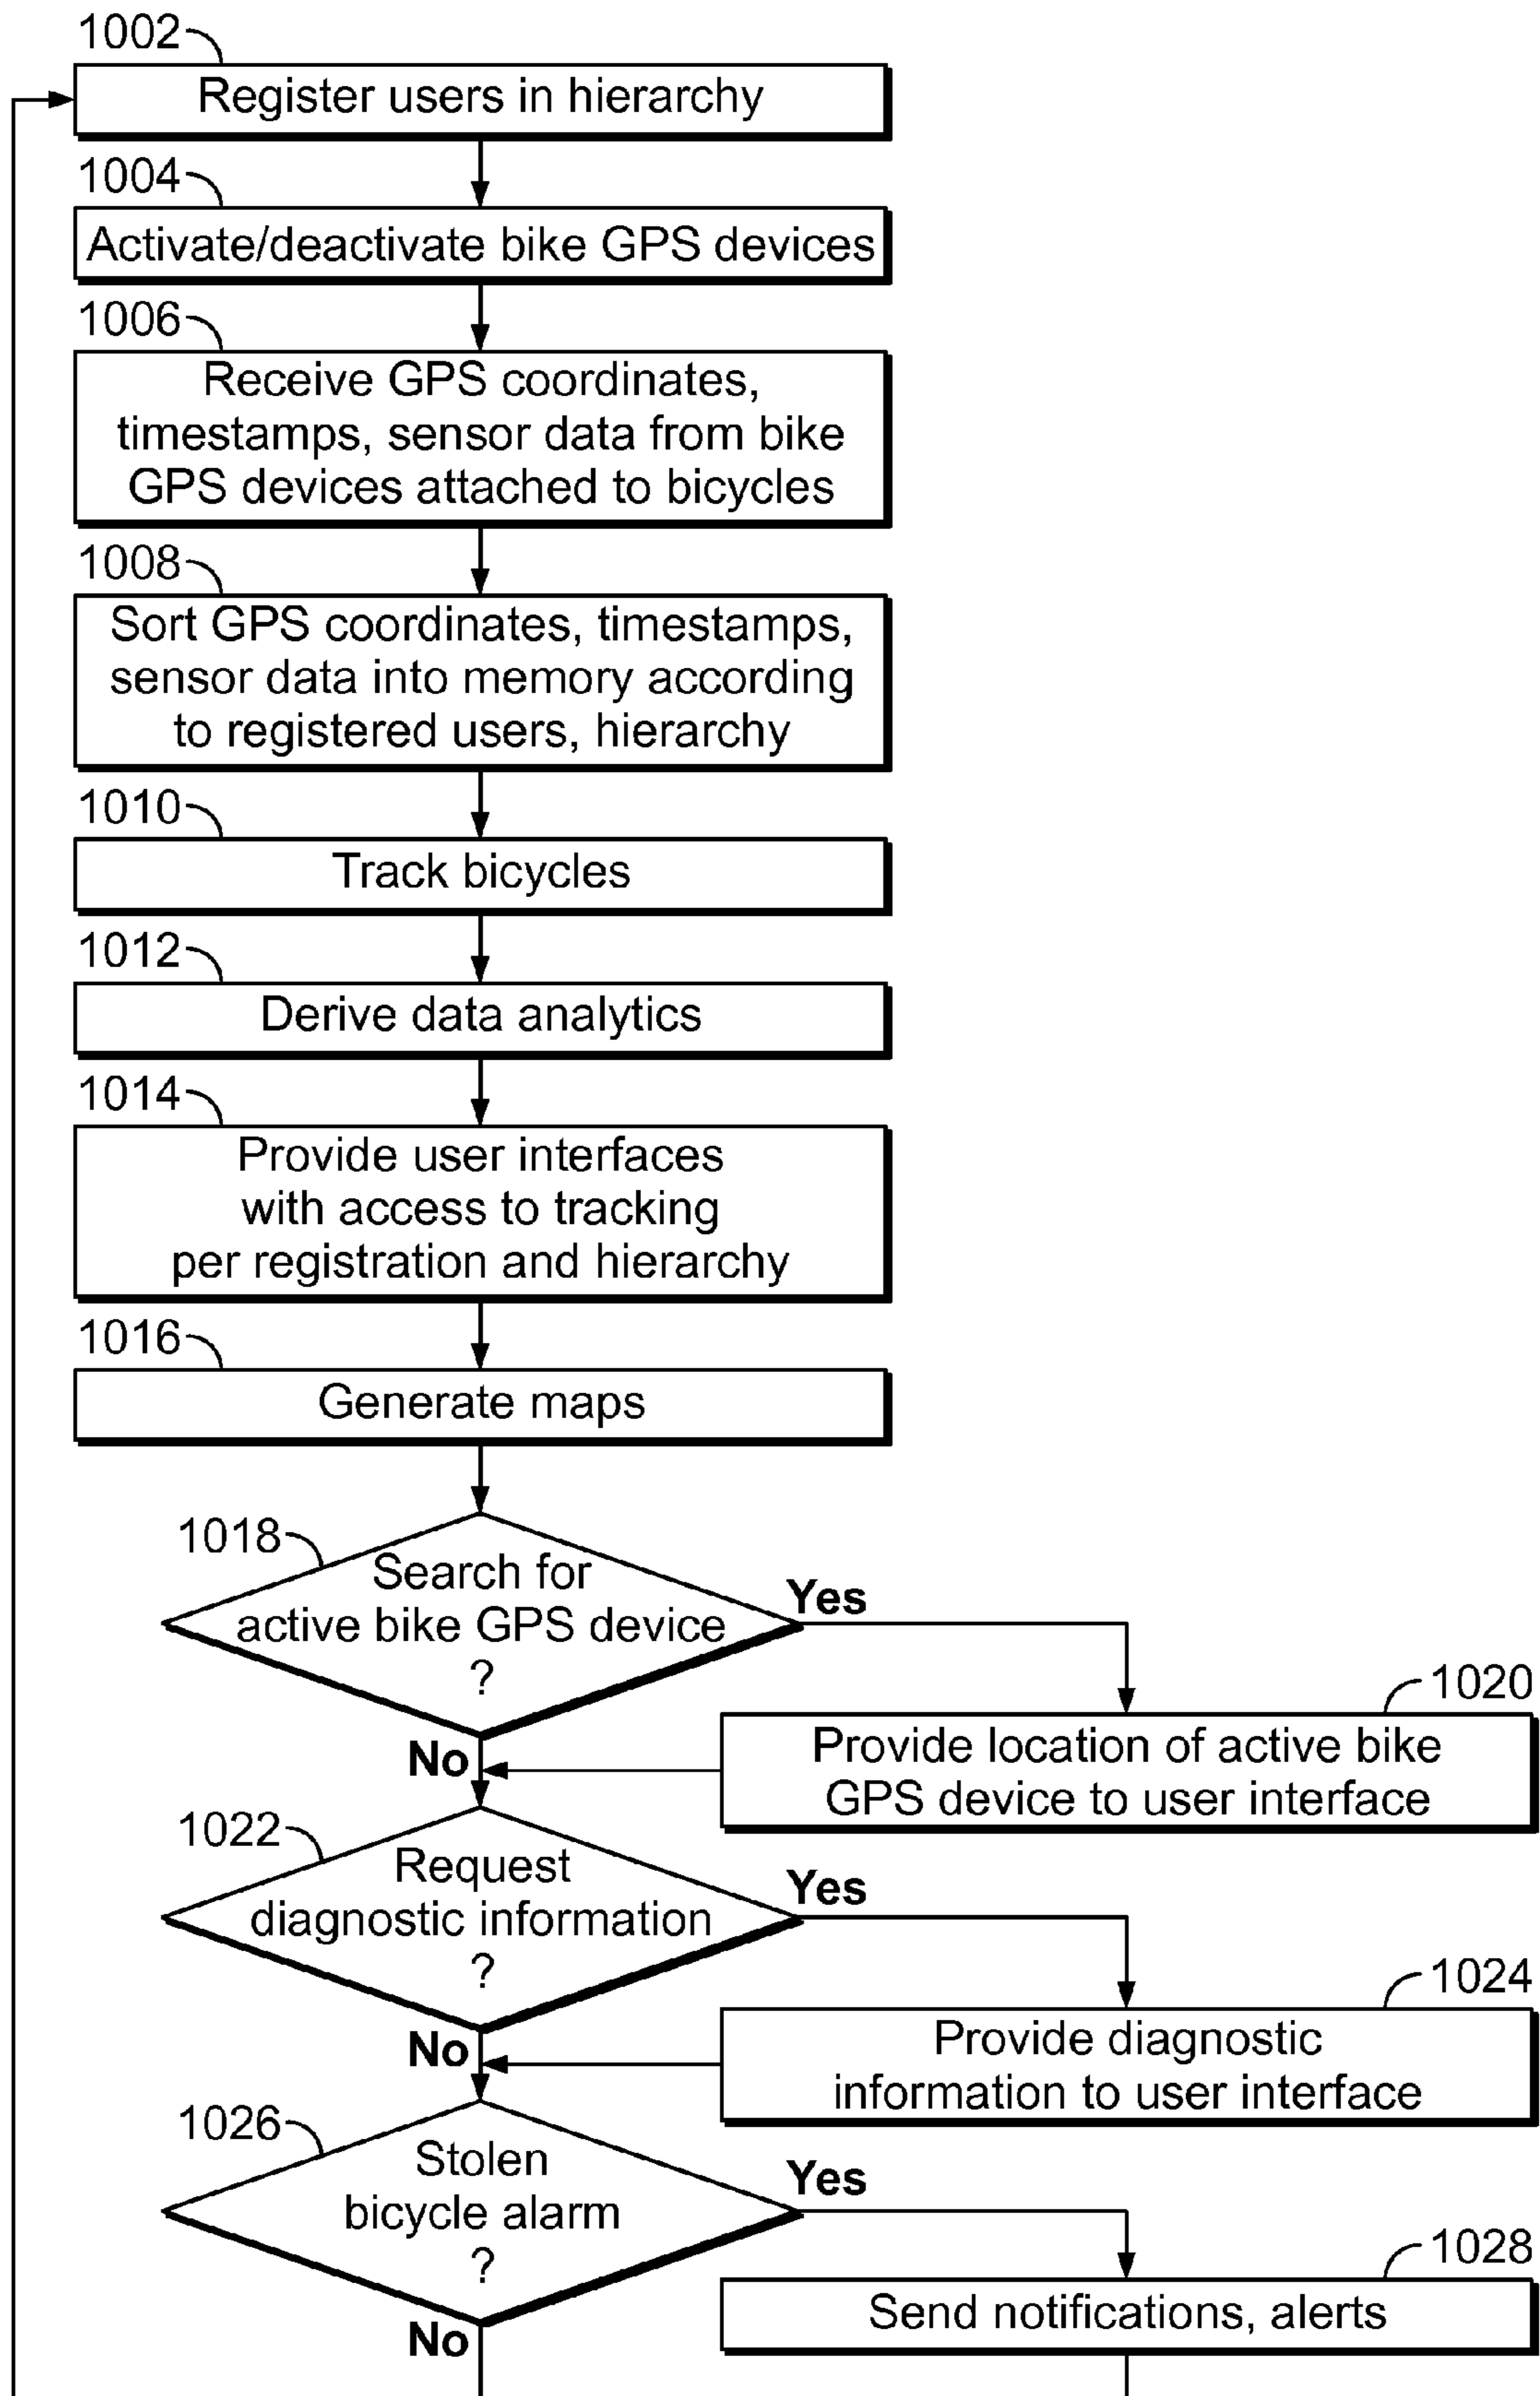 1002
Register users in hierarchy
1004
Activate/deactivate bike GPS devices
1006
Receive GPS coordinates,
timestamps, sensor data from bike
GPS devices attached to bicycles
1008
Sort GPS coordinates, timestamps,
sensor data into memory according
to registered users, hierarchy
1010
Track bicycles
1012
Derive data analytics
1014
Provide user interfaces
with access to tracking
per registration and hierarchy
1016
Generate maps
1018
Search for
active bike GPS device
?
Yes
No
1020
Provide location of active bike
GPS device to user interface
1022
Request
diagnostic information
?
Yes
No
1024
Provide diagnostic
information to user interface
1026
Stolen
bicycle alarm
?
Yes
No
1028
Send notifications, alerts